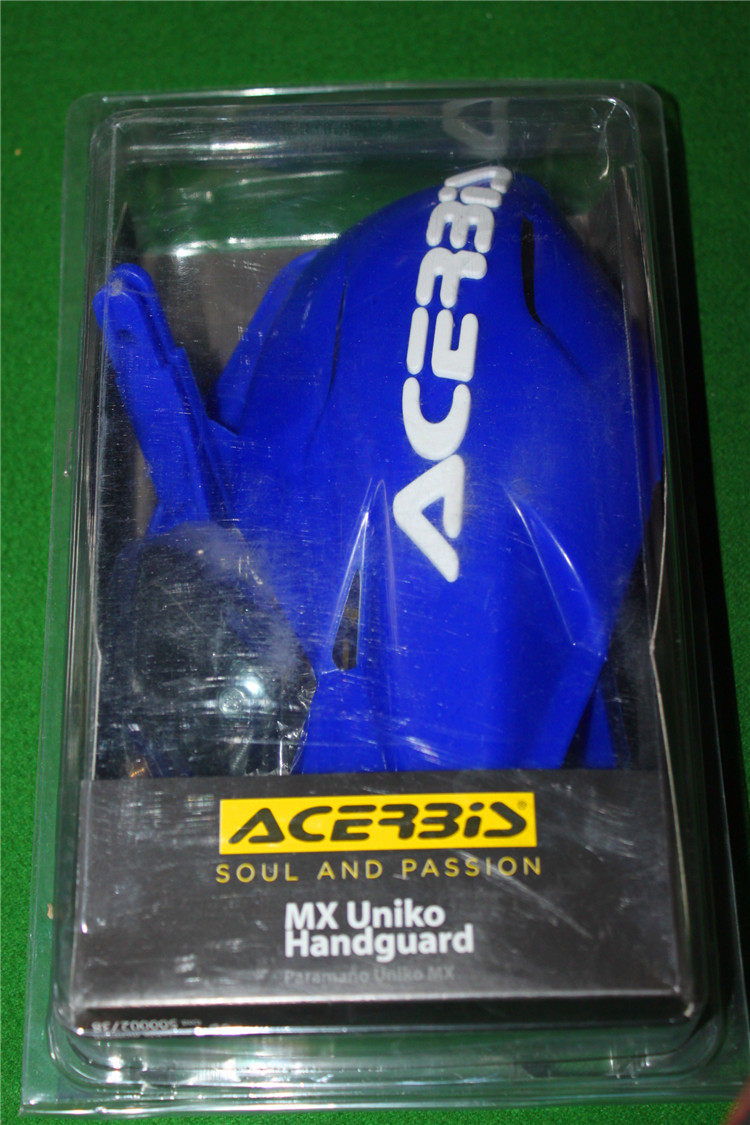 ACERBIS
ACERBIS®
SOUL AND PASSION
MX Uniko
Handguard
Paramano Uniko MX